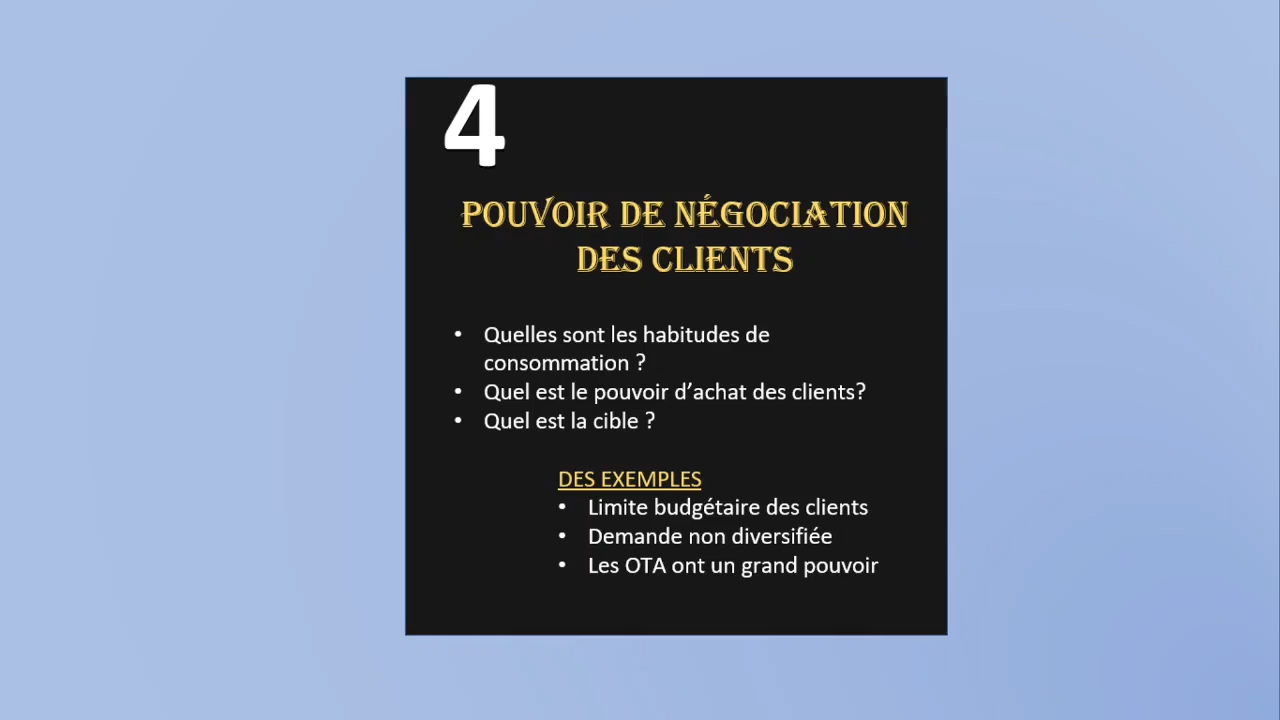 4
POUVOIR DE NÉGOCIATION
DES CLIENTS
• Quelles sont les habitudes de
consommation ?
• Quel est le pouvoir d’achat des clients?
• Quel est la cible ?
DES EXEMPLES
• Limite budgétaire des clients
• Demande non diversifiée
• Les OTA ont un grand pouvoir